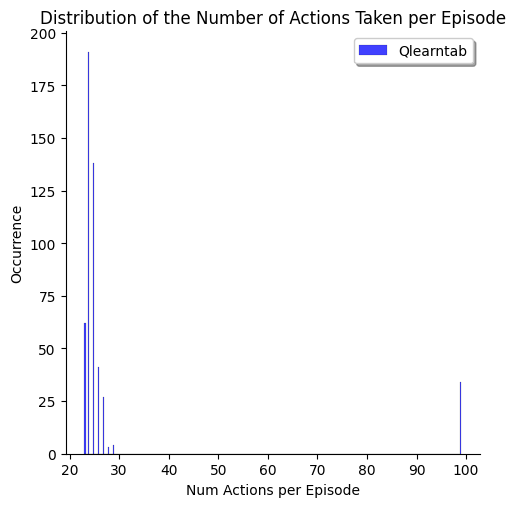 Distribution of the Number of Actions Taken per Episode
Qlearntab
200
175
150
125
100
75
50
25
0
Occurrence
20 30 40 50 60 70 80 90 100
Num Actions per Episode